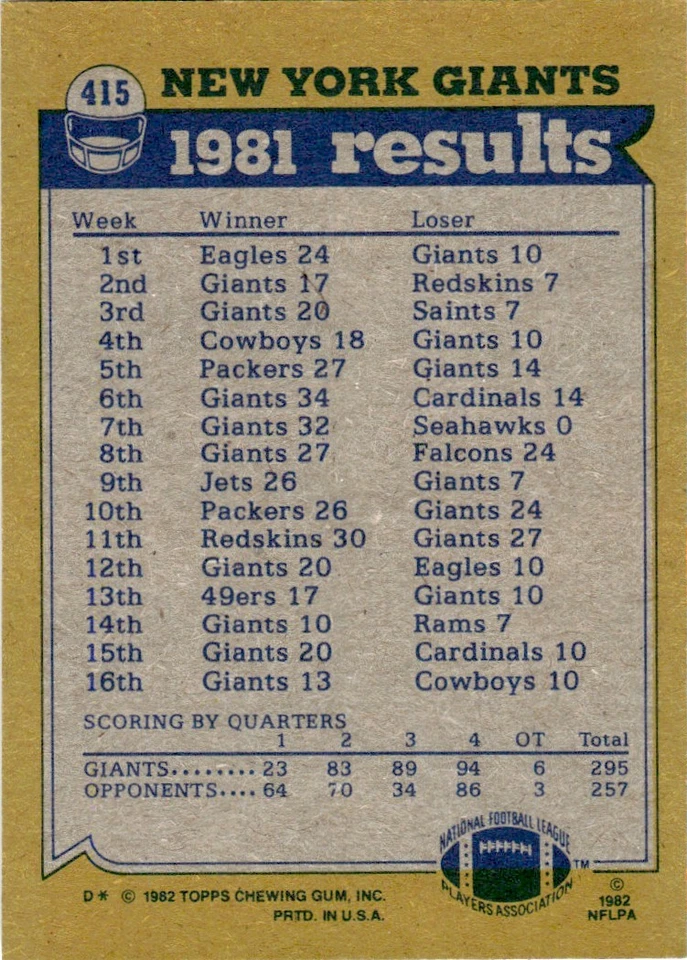 415 NEW YORK GIANTS
1981 results
Week Winner Loser
1st Eagles 24 Giants 10
2nd Giants 17 Redskins 7
3rd Giants 20 Saints 7
4th Cowboys 18 Giants 10
5th Packers 27 Giants 14
6th Giants 34 Cardinals 14
7th Giants 32 Seahawks 0
8th Giants 27 Falcons 24
9th Jets 26 Giants 7
10th Packers 26 Giants 24
11th Redskins 30 Giants 27
12th Giants 20 Eagles 10
13th 49ers 17 Giants 10
14th Giants 10 Rams 7
15th Giants 20 Cardinals 10
16th Giants 13 Cowboys 10
SCORING BY QUARTERS
1 2 3 4 OT Total
GIANTS......... 23 83 89 94 6 295
OPPONENTS.... 64 70 34 86 3 257
NATIONAL FOOTBALL LEAGUE
PLAYERS ASSOCIATION
TM
D* © 1982 TOPPS CHEWING GUM, INC.
PRTD. IN U.S.A.
©
1982
NFLPA